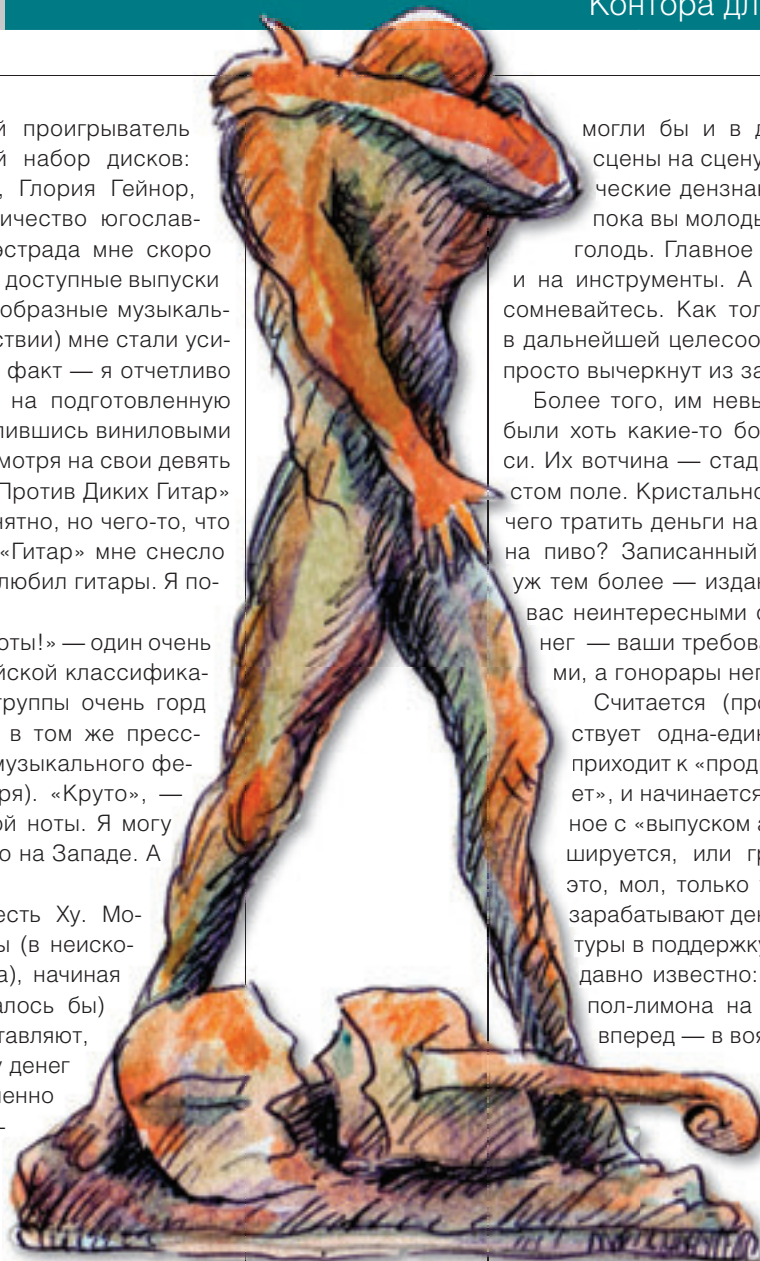 Контора дл
й проигрыватель
й набор дисков:
, Глория Гейнор,
ичество югослав-
эстрада мне скоро
доступные выпуски
образные музыкаль-
ствии) мне стали уси-
факт — я отчетливо
на подготовленную
пившись виниловыми
мотря на свои девять
Против Диких Гитар»
нятно, но чего-то, что
«Гитар» мне снесло
любил гитары. Я по-
оты!» — один очень
йской классифика-
группы очень горд
в том же пресс-
музыкального фе-
ря). «Круто», —
ой ноты. Я могу
о на Западе. А
есть Ху. Мо-
ы (в неиско-
а), начиная
алось бы)
тавляют,
у денег
менно
-
могли бы и в д
сцены на сцену
ческие дензнак
пока вы молоды
голодь. Главное
и на инструменты. А
сомневайтесь. Как тол
в дальнейшей целесоо
просто вычеркнут из за
Более того, им невы
были хоть какие-то бо
си. Их вотчина — стад
стом поле. Кристально
чего тратить деньги на
на пиво? Записанный
уж тем более — издан
вас неинтересными с
нег — ваши требова
ми, а гонорары неп
Считается (про
ствует одна-един
приходит к «прод
ет», и начинается
ное с «выпуском а
шируется, или гр
это, мол, только
зарабатывают ден
туры в поддержку
давно известно:
пол-лимона на
вперед — в воя